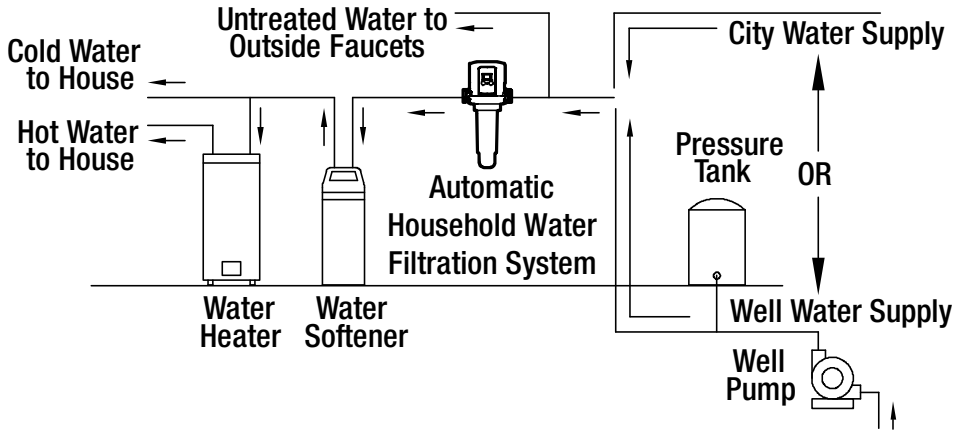 Untreated Water to
Outside Faucets
City Water Supply
Cold Water
to House
Hot Water
to House
Pressure
Tank
OR
Automatic
Household Water
Filtration System
Water
Heater
Water
Softener
Well Water Supply
Well
Pump